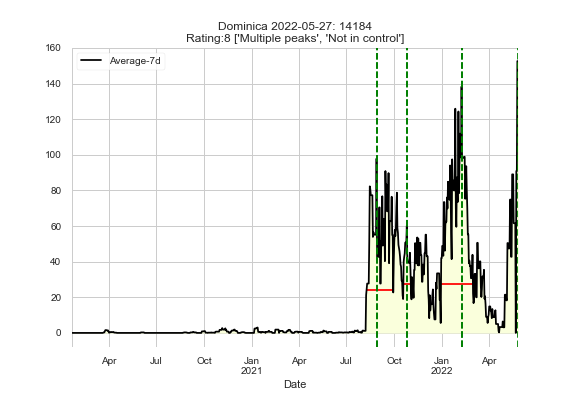 Dominica 2022-05-27: 14184
Rating:8 ['Multiple peaks', 'Not in control']
160
140
120
100
80
60
40
20
0
Average-7d
Apr
Jul
Oct
Jan
2021
Apr
Jul
Oct
Jan
2022
Apr
Date